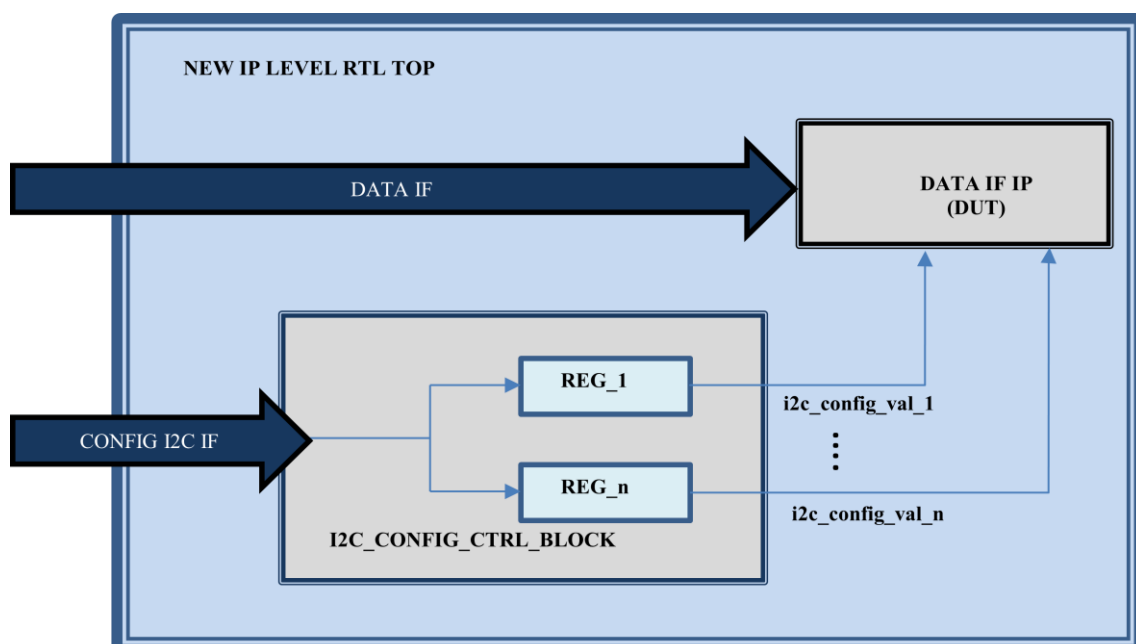 NEW IP LEVEL RTL TOP
DATA IF
DATA IF IP
(DUT)
REG_1
i2c_config_val_1
CONFIG I2C IF
REG_n
i2c_config_val_n
I2C_CONFIG_CTRL_BLOCK